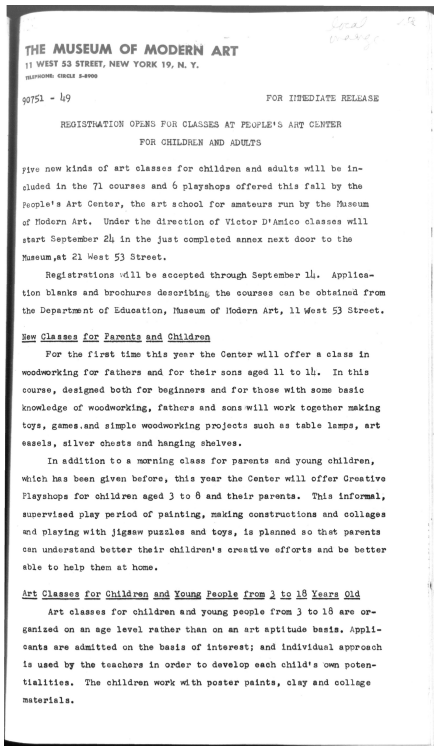 THE MUSEUM OF MODERN ART
11 WEST 53 STREET, NEW YORK 19, N. Y.
TELEPHONE: CIRCLE 5-8900
90751 - 49 FOR IMMEDIATE RELEASE
REGISTRATION OPENS FOR CLASSES AT PEOPLE'S ART CENTER
FOR CHILDREN AND ADULTS
Five new kinds of art classes for children and adults will be in-
cluded in the 71 courses and 6 playshops offered this fall by the
People's Art Center, the art school for amateurs run by the Museum
of Modern Art. Under the direction of Victor D'Amico classes will
start September 24 in the just completed annex next door to the
Museum,at 21 West 53 Street.
Registrations will be accepted through September 14. Applica-
tion blanks and brochures describing the courses can be obtained from
the Department of Education, Museum of Modern Art, 11 West 53 Street.
New Classes for Parents and Children
For the first time this year the Center will offer a class in
woodworking for fathers and for their sons aged 11 to 14. In this
course, designed both for beginners and for those with some basic
knowledge of woodworking, fathers and sons will work together making
toys, games,and simple woodworking projects such as table lamps, art
easels, silver chests and hanging shelves.
In addition to a morning class for parents and young children,
which has been given before, this year the Center will offer Creative
Playshops for children aged 3 to 8 and their parents. This informal,
supervised play period of painting, making constructions and collages
and playing with jigsaw puzzles and toys, is planned so that parents
can understand better their children's creative efforts and be better
able to help them at home.
Art Classes for Children and Young People from 3 to 18 Years Old
Art classes for children and young people from 3 to 18 are or-
ganized on an age level rather than on an art aptitude basis. Appli-
cants are admitted on the basis of interest; and individual approach
is used by the teachers in order to develop each child's own poten-
tialities. The children work with poster paints, clay and collage
materials.